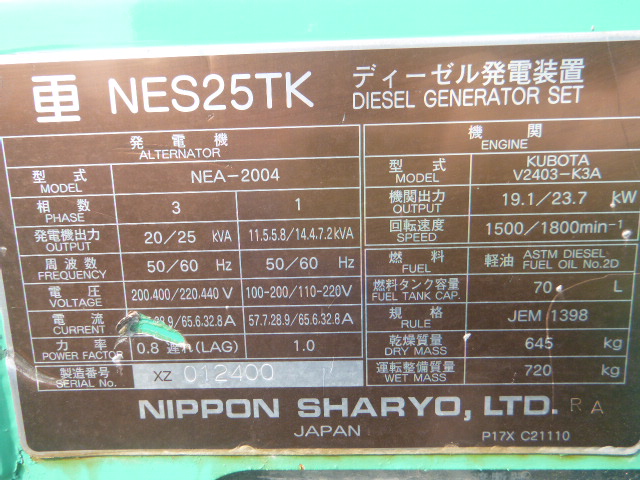 NES25TK ディーゼル発電装置
DIESEL GENERATOR SET
発電機
ALTERNATOR
型式 MODEL NEA-2004
相数 PHASE 3 1
発電機出力 OUTPUT 20/25 kVA 11.5.5.8/14.4.7.2kVA
周波数 FREQUENCY 50/60 Hz 50/60 Hz
電圧 VOLTAGE 200.400/220.440 V 100-200/110-220V
電流 CURRENT 28.9/65.6.32.8 A 57.7.28.9/65.6.32.8 A
力率 POWER FACTOR 0.8 遅れ(LAG) 1.0
製造番号 SERIAL No. XZ 012400
機関
ENGINE
型式 MODEL KUBOTA V2403-K3A
機関出力 OUTPUT 19.1/23.7 kW
回転速度 SPEED 1500/1800min-1
燃料 FUEL 軽油 ASTM DIESEL FUEL OIL No.2D
燃料タンク容量 FUEL TANK CAP. 70 L
規格 RULE JEM 1398
乾燥質量 DRY MASS 645 kg
運転整備質量 WET MASS 720 kg
NIPPON SHARYO, LTD. RA
JAPAN
P17X C21110